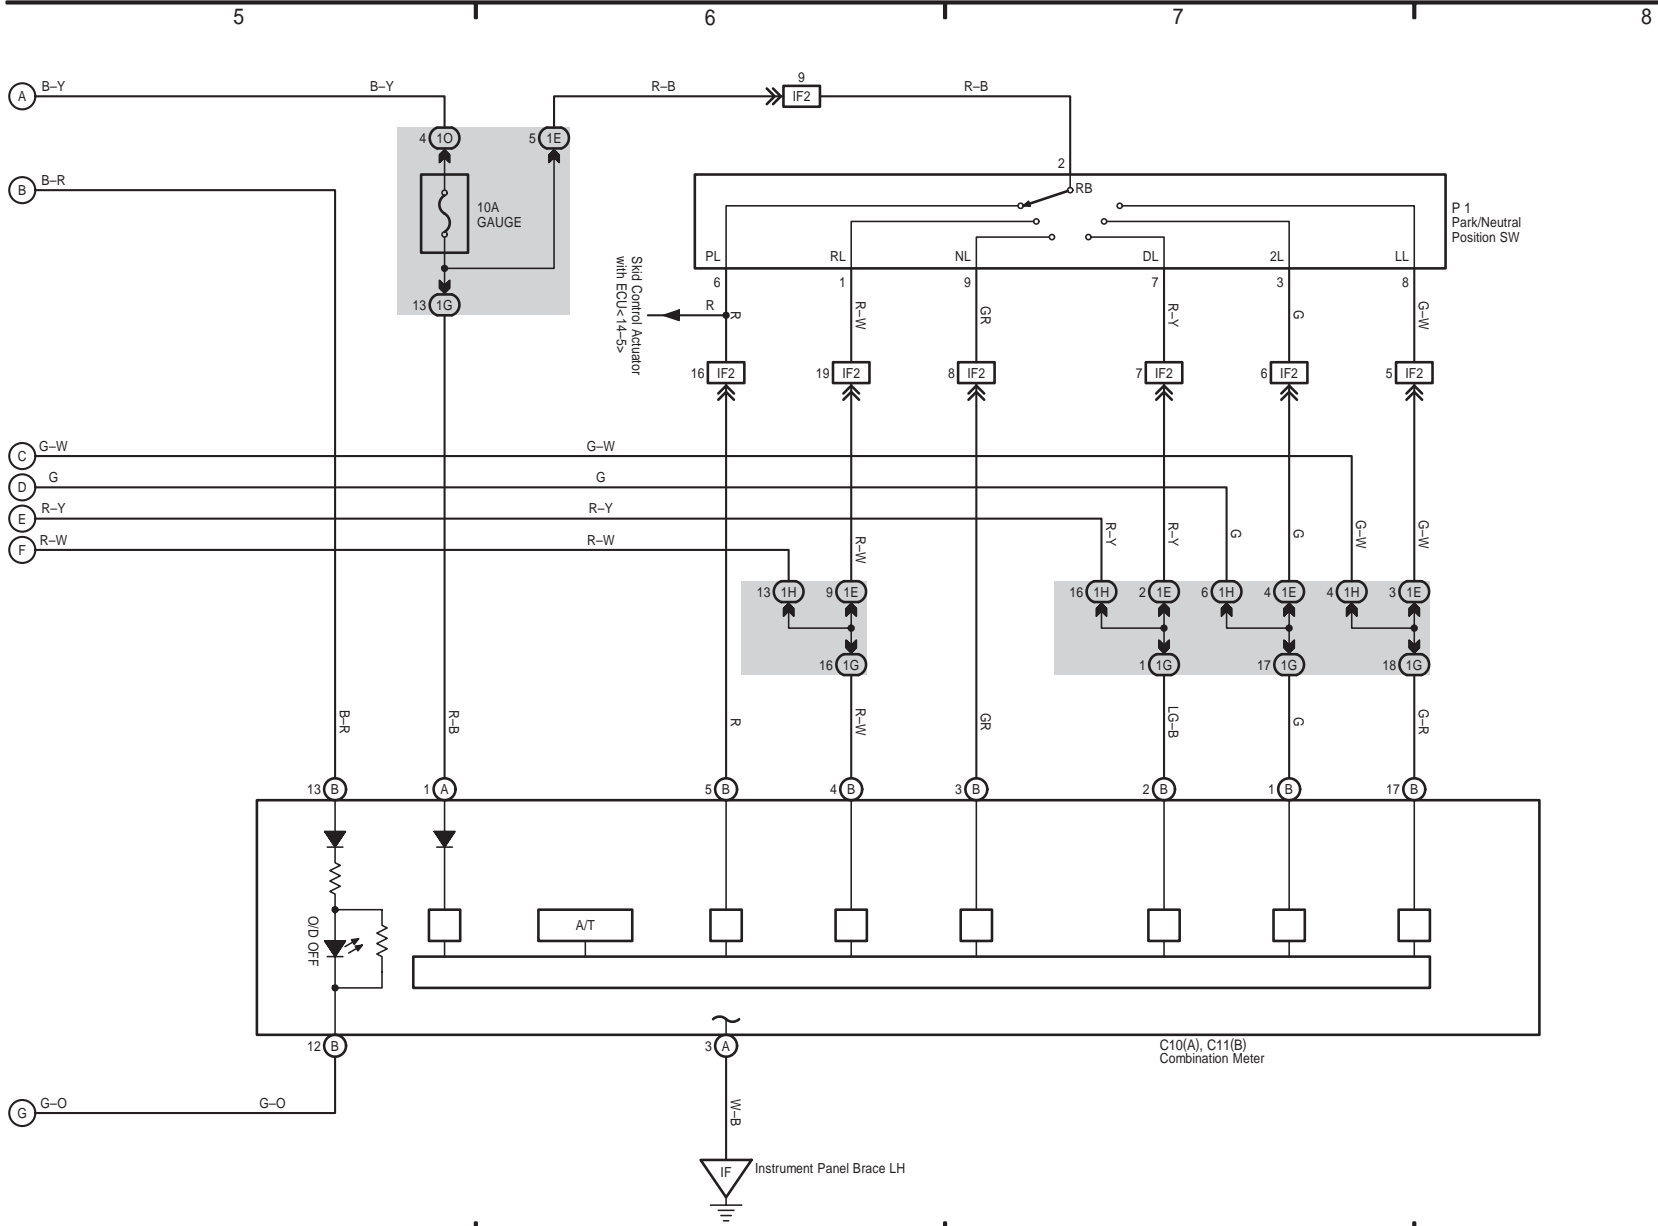 5 6 7 8
A B–Y B–Y R–B 9 IF2 R–B
4 1O 5 1E
B B–R
10A
GAUGE
2
RB
P 1
Park/Neutral
Position SW
PL RL NL DL 2L LL
6 1 9 7 3 8
13 1G
Skid Control Actuator
with ECU<14–5>
R R R–W GR R–Y G G–W
16 IF2 19 IF2 8 IF2 7 IF2 6 IF2 5 IF2
C G–W G–W
D G G
E R–Y R–Y
F R–W R–W
R–W R–Y R–Y G G G–W G–W
13 1H 9 1E 16 1H 2 1E 6 1H 4 1E 4 1H 3 1E
16 1G 1 1G 17 1G 18 1G
B–R R–B R R–W GR LG–B G G–R
13 B 1 A 5 B 4 B 3 B 2 B 1 B 17 B
O/D OFF
A/T
12 B 3 A
C10(A), C11(B)
Combination Meter
G G–O G–O
W–B
IF Instrument Panel Brace LH